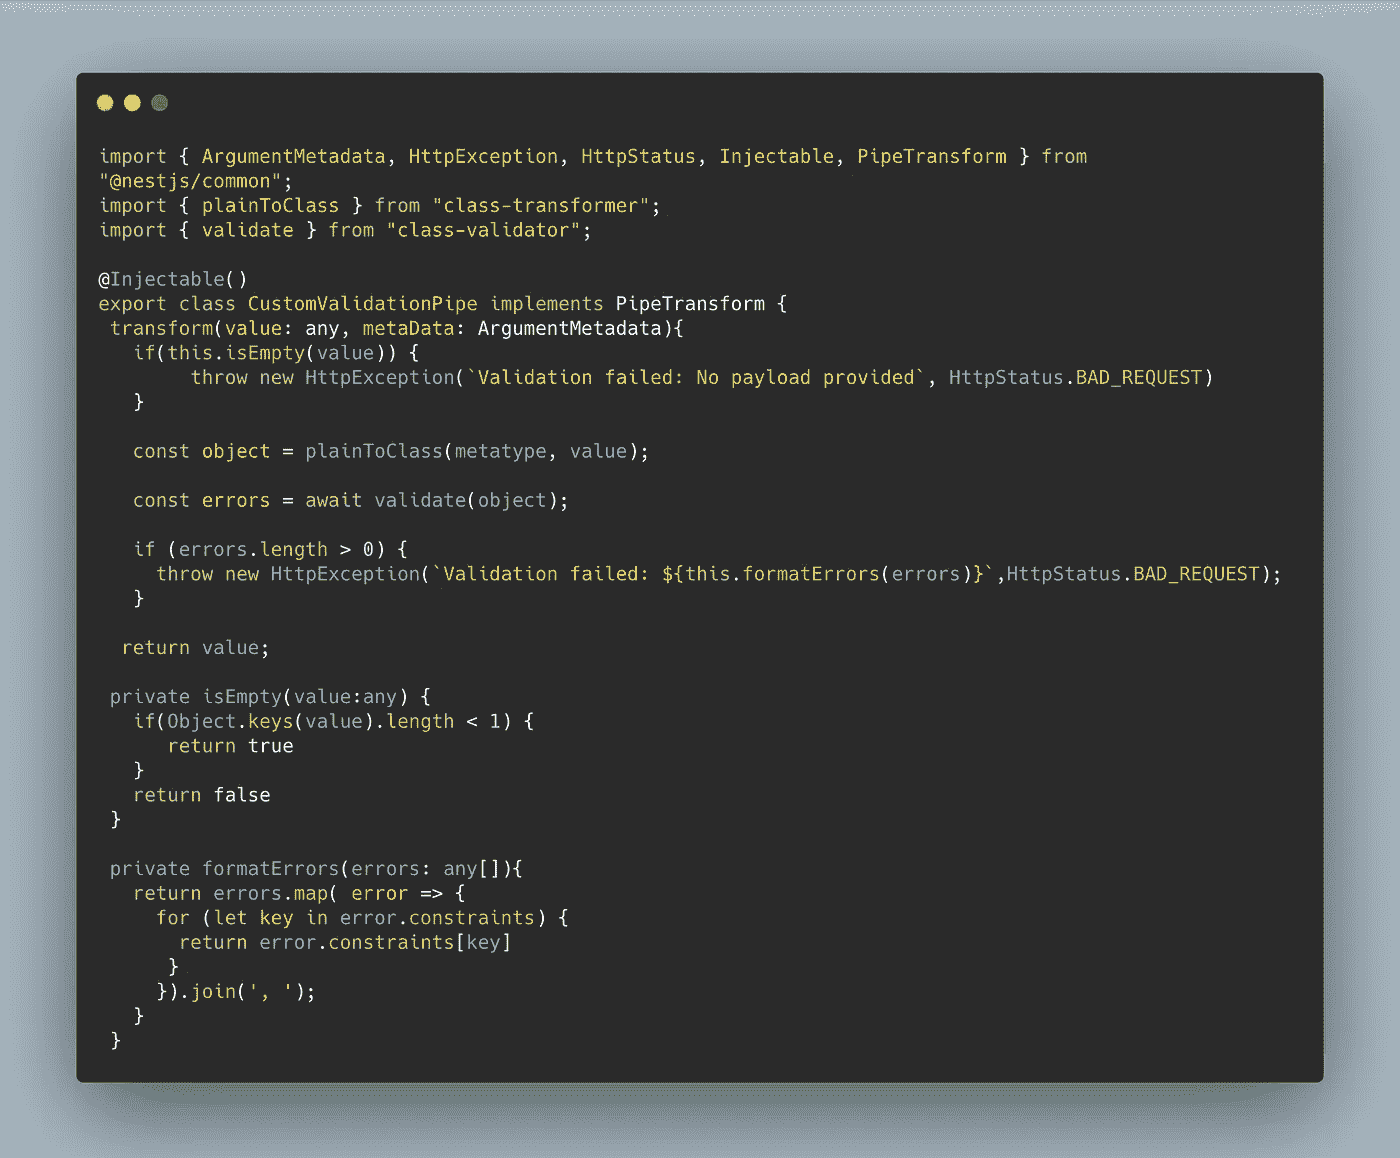 import { ArgumentMetadata, HttpException, HttpStatus, Injectable, PipeTransform } from
"@nestjs/common";
import { plainToClass } from "class-transformer";
import { validate } from "class-validator";

@Injectable()
export class CustomValidationPipe implements PipeTransform {
 transform(value: any, metaData: ArgumentMetadata){
   if(this.isEmpty(value)) {
        throw new HttpException(`Validation failed: No payload provided`, HttpStatus.BAD_REQUEST)
   }

   const object = plainToClass(metatype, value);

   const errors = await validate(object);

   if (errors.length > 0) {
     throw new HttpException(`Validation failed: ${this.formatErrors(errors)}`,HttpStatus.BAD_REQUEST);
   }

  return value;

 private isEmpty(value:any) {
   if(Object.keys(value).length < 1) {
      return true
   }
   return false
 }

 private formatErrors(errors: any[]){
   return errors.map( error => {
     for (let key in error.constraints) {
       return error.constraints[key]
      }
     }).join(', ');
   }
 }